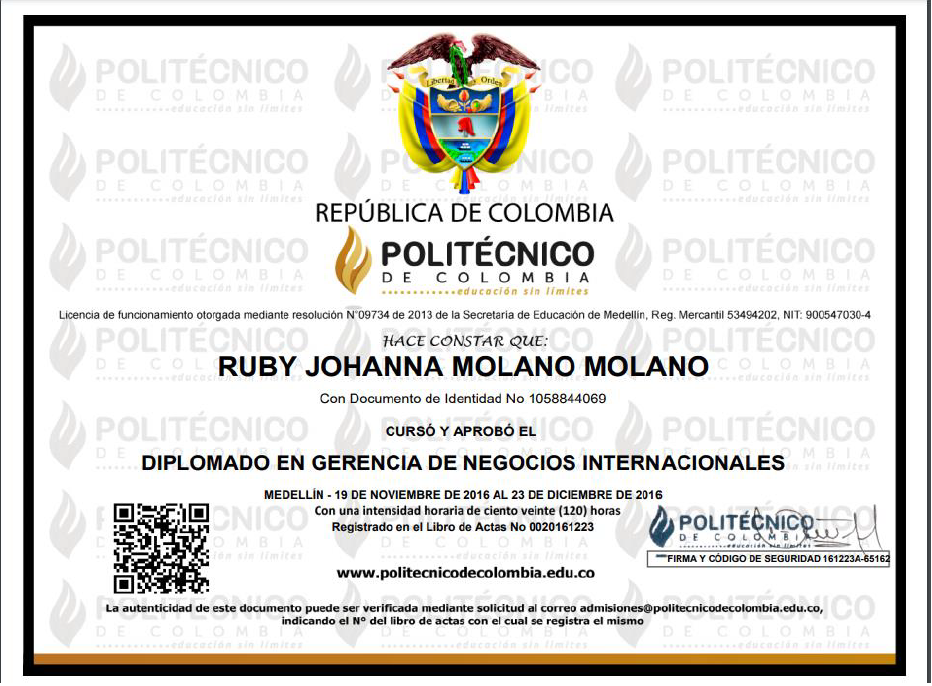 Libertad y Orden
REPÚBLICA DE COLOMBIA
POLITÉCNICO
DE COLOMBIA
educación sin límites
Licencia de funcionamiento otorgada mediante resolución N°09734 de 2013 de la Secretaria de Educación de Medellin, Reg. Mercantil 53494202, NIT: 900547030-4
HACE CONSTAR QUE:
RUBY JOHANNA MOLANO MOLANO
Con Documento de Identidad No 1058844069
CURSÓ Y APROBÓ EL
DIPLOMADO EN GERENCIA DE NEGOCIOS INTERNACIONALES
MEDELLÍN - 19 DE NOVIEMBRE DE 2016 AL 23 DE DICIEMBRE DE 2016
Con una intensidad horaria de ciento veinte (120) horas
Registrado en el Libro de Actas No 0020161223
POLITÉCNICO
DE COLOMBIA
educación sin límites
FIRMA Y CÓDIGO DE SEGURIDAD 161223A-65162
www.politecnicodecolombia.edu.co
La autenticidad de este documento puede ser verificada mediante solicitud al correo admisiones@politecnicodecolombia.edu.co,
indicando el Nº del libro de actas con el cual se registra el mismo